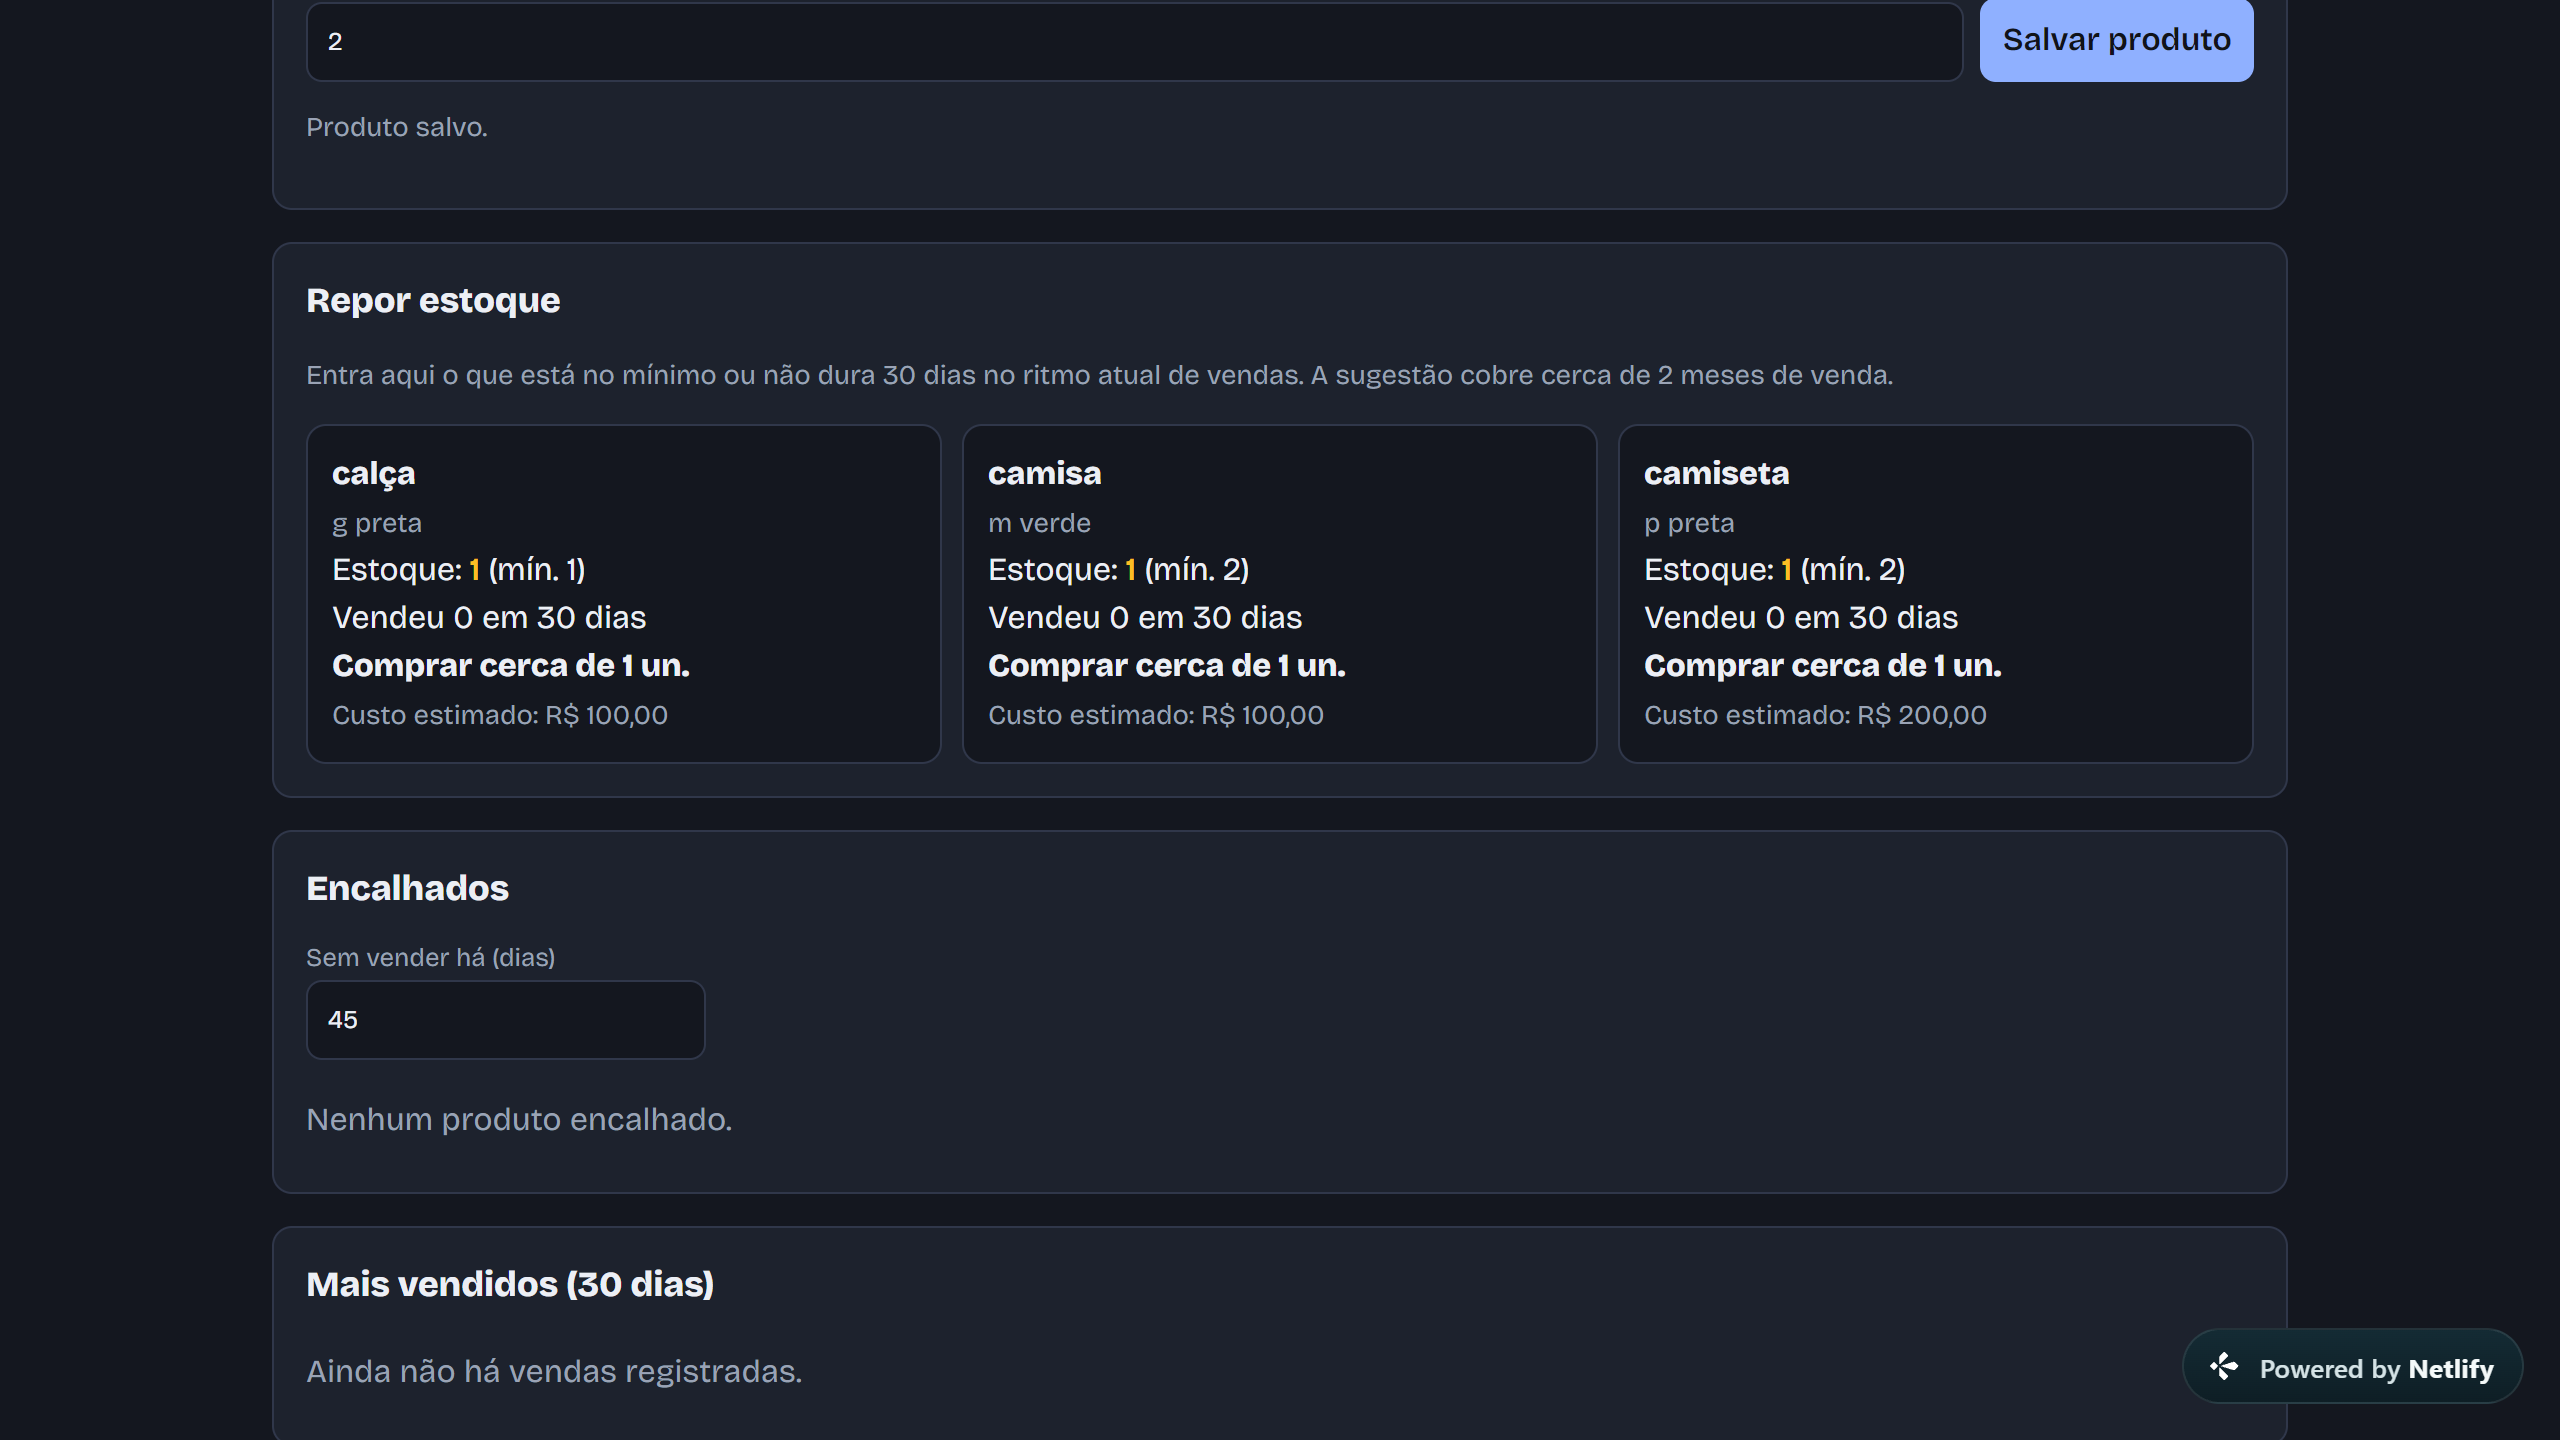 2
Salvar produto
Produto salvo.
Repor estoque
Entra aqui o que está no mínimo ou não dura 30 dias no ritmo atual de vendas. A sugestão cobre cerca de 2 meses de venda.
calça
g preta
Estoque: 1 (mín. 1)
Vendeu 0 em 30 dias
Comprar cerca de 1 un.
Custo estimado: R$ 100,00
camisa
m verde
Estoque: 1 (mín. 2)
Vendeu 0 em 30 dias
Comprar cerca de 1 un.
Custo estimado: R$ 100,00
camiseta
p preta
Estoque: 1 (mín. 2)
Vendeu 0 em 30 dias
Comprar cerca de 1 un.
Custo estimado: R$ 200,00
Encalhados
Sem vender há (dias)
45
Nenhum produto encalhado.
Mais vendidos (30 dias)
Ainda não há vendas registradas.
Powered by Netlify